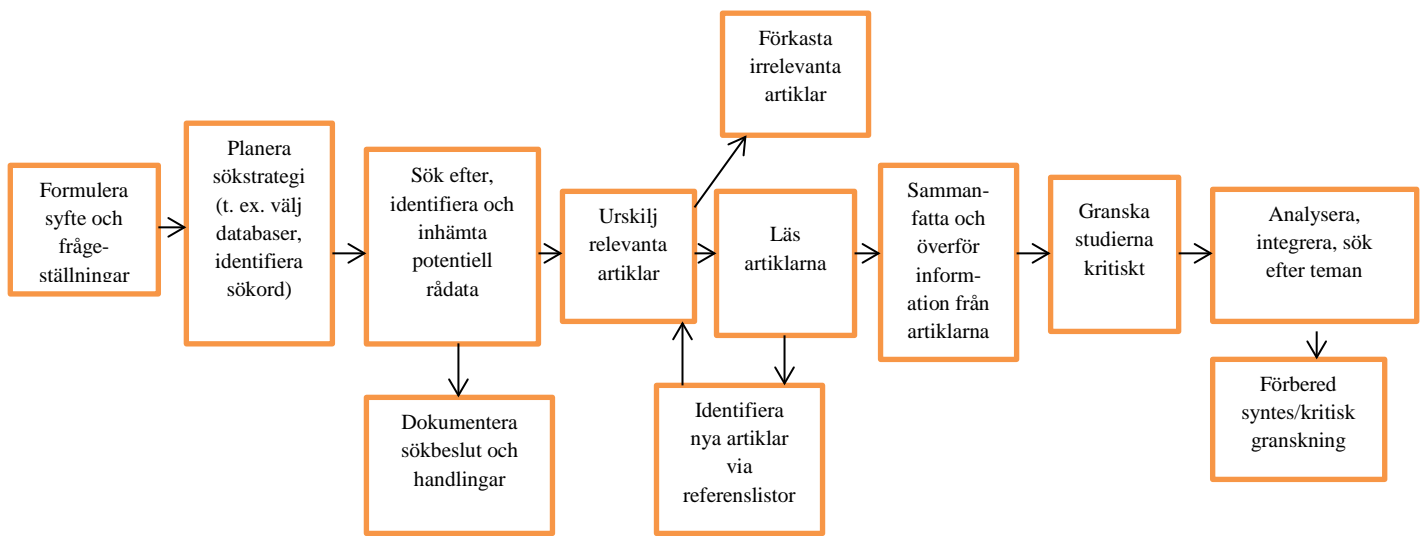 Formulera
syfte och
fråge-
ställningar
Planera
sökstrategi
(t. ex. välj
databaser,
identifiera
sökord)
Sök efter,
identifiera och
inhämta
potentiell
rådata
Dokumentera
sökbeslut och
handlingar
Urskilj
relevanta
artiklar
Förkasta
irrelevanta
artiklar
Läs
artiklarna
Identifiera
nya artiklar
via
referenslistor
Samman-
fatta och
överför
inform-
ation från
artiklarna
Granska
studierna
kritiskt
Analysera,
integrera, sök
efter teman
Förbered
syntes/kritisk
granskning